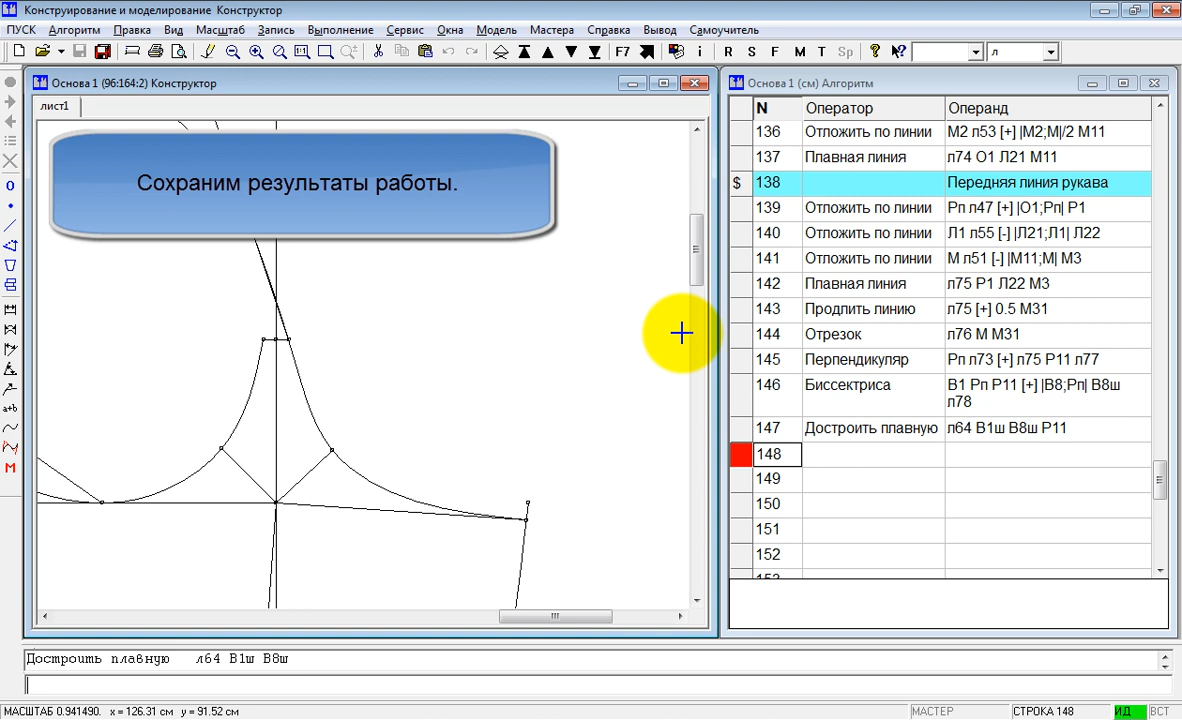 Конструирование и моделирование Конструктор
ПУСК Алгоритм Правка Вид Масштаб Запись Выполнение Сервис Окна Модель Мастера Справка Вывод Самоучитель
F7 i R S F M T Sp ? л
Основа 1 (96:164:2) Конструктор
лист1
Сохраним результаты работы.
Основа 1 (см) Алгоритм
N Оператор Операнд
136 Отложить по линии М2 л53 [+] |М2;М|/2 М11
137 Плавная линия л74 О1 Л21 М11
$ 138 Передняя линия рукава
139 Отложить по линии Рп л47 [+] |О1;Рп| Р1
140 Отложить по линии Л1 л55 [-] |Л21;Л1| Л22
141 Отложить по линии М л51 [-] |М11;М| М3
142 Плавная линия л75 Р1 Л22 М3
143 Продлить линию л75 [+] 0.5 М31
144 Отрезок л76 М М31
145 Перпендикуляр Рп л73 [+] л75 Р11 л77
146 Биссектриса В1 Рп Р11 [+] |В8;Рп| В8ш
л78
147 Достроить плавную л64 В1ш В8ш Р11
148
149
150
151
152
153
0
a+b
M
Достроить плавную л64 В1ш В8ш
МАСШТАБ 0.941490. x = 126.31 см y = 91.52 см МАСТЕР СТРОКА 148 ИД ВСТ